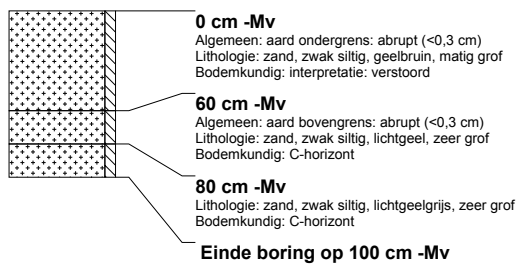 0 cm -Mv
Algemeen: aard ondergrens: abrupt (<0,3 cm)
Lithologie: zand, zwak siltig, geelbruin, matig grof
Bodemkundig: interpretatie: verstoord
60 cm -Mv
Algemeen: aard bovengrens: abrupt (<0,3 cm)
Lithologie: zand, zwak siltig, lichtgeel, zeer grof
Bodemkundig: C-horizont
80 cm -Mv
Lithologie: zand, zwak siltig, lichtgeelgrijs, zeer grof
Bodemkundig: C-horizont
Einde boring op 100 cm -Mv